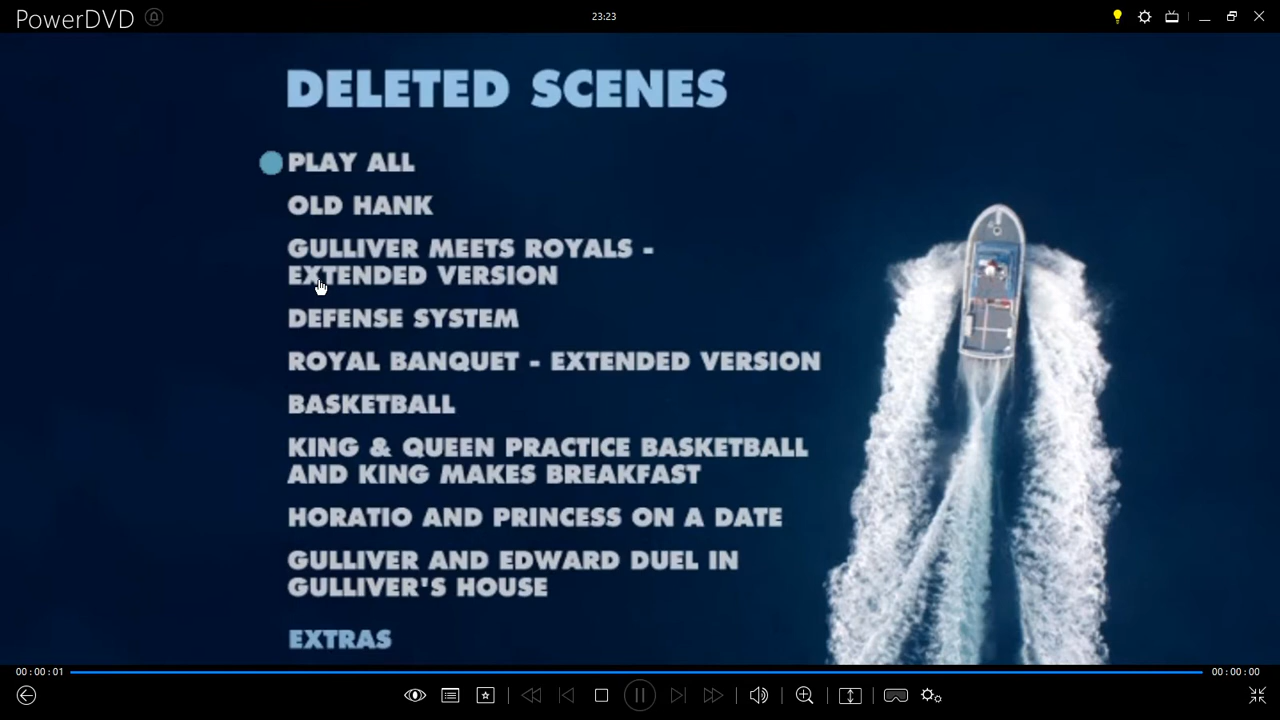 PowerDVD
23:23
DELETED SCENES
PLAY ALL
OLD HANK
GULLIVER MEETS ROYALS -
EXTENDED VERSION
DEFENSE SYSTEM
ROYAL BANQUET - EXTENDED VERSION
BASKETBALL
KING & QUEEN PRACTICE BASKETBALL
AND KING MAKES BREAKFAST
HORATIO AND PRINCESS ON A DATE
GULLIVER AND EDWARD DUEL IN
GULLIVER'S HOUSE
EXTRAS
00:00:01
00:00:00